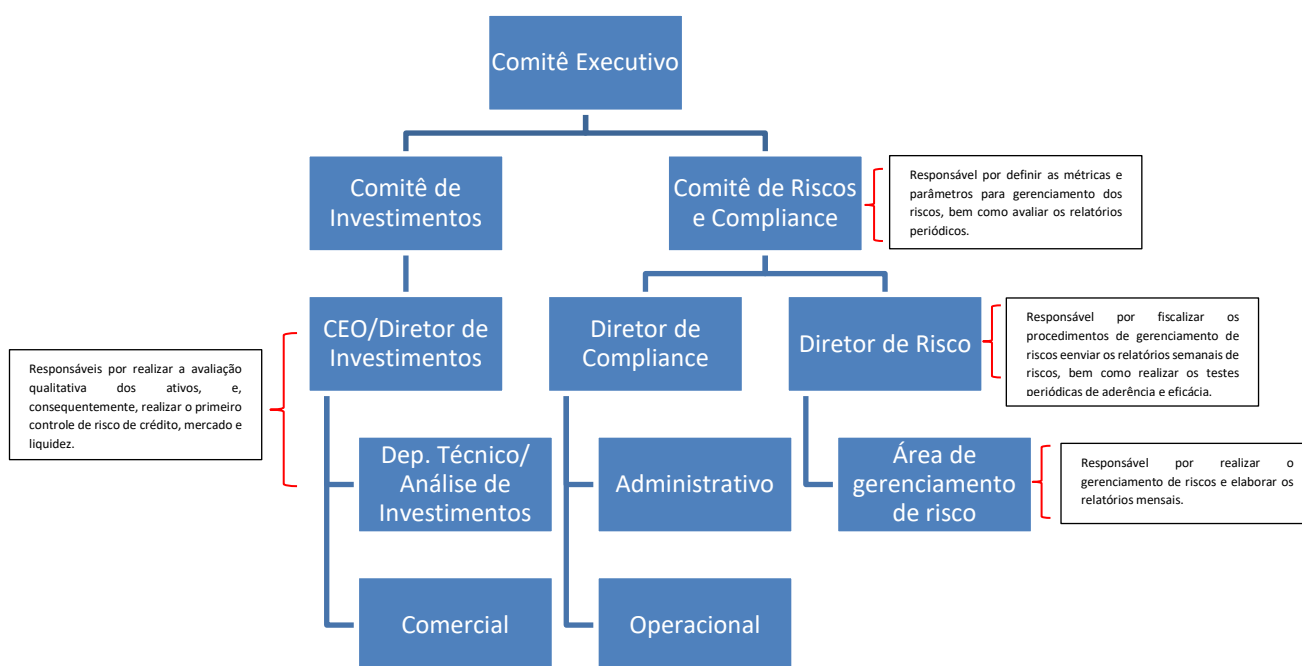 Comitê Executivo
Comitê de
Investimentos
Comitê de Riscos
e Compliance
Responsável por definir as métricas e
parâmetros para gerenciamento dos
riscos, bem como avaliar os relatórios
periódicos.
CEO/Diretor de
Investimentos
Diretor de
Compliance
Diretor de Risco
Responsável por fiscalizar os
procedimentos de gerenciamento de
riscos eenviar os relatórios semanais de
riscos, bem como realizar os testes
periódicas de aderência e eficácia.
Responsáveis por realizar a avaliação
qualitativa dos ativos, e,
consequentemente, realizar o primeiro
controle de risco de crédito, mercado e
liquidez.
Dep. Técnico/
Análise de
Investimentos
Administrativo
Área de
gerenciamento
de risco
Responsável por realizar o
gerenciamento de riscos e elaborar os
relatórios mensais.
Comercial
Operacional